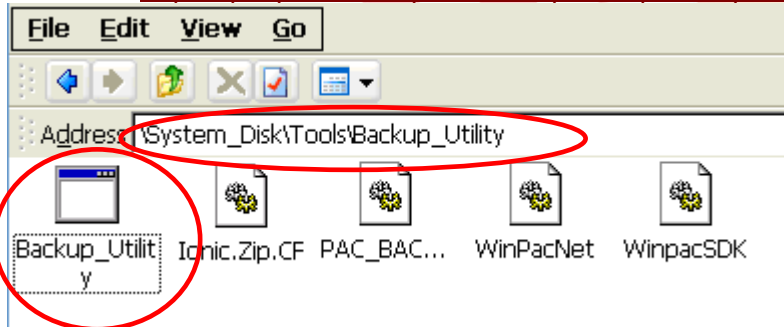 File Edit View Go
Address \System_Disk\Tools\Backup_Utility
Backup_Utilit Ionic.Zip.CF PAC_BAC... WinPacNet WinpacSDK
y